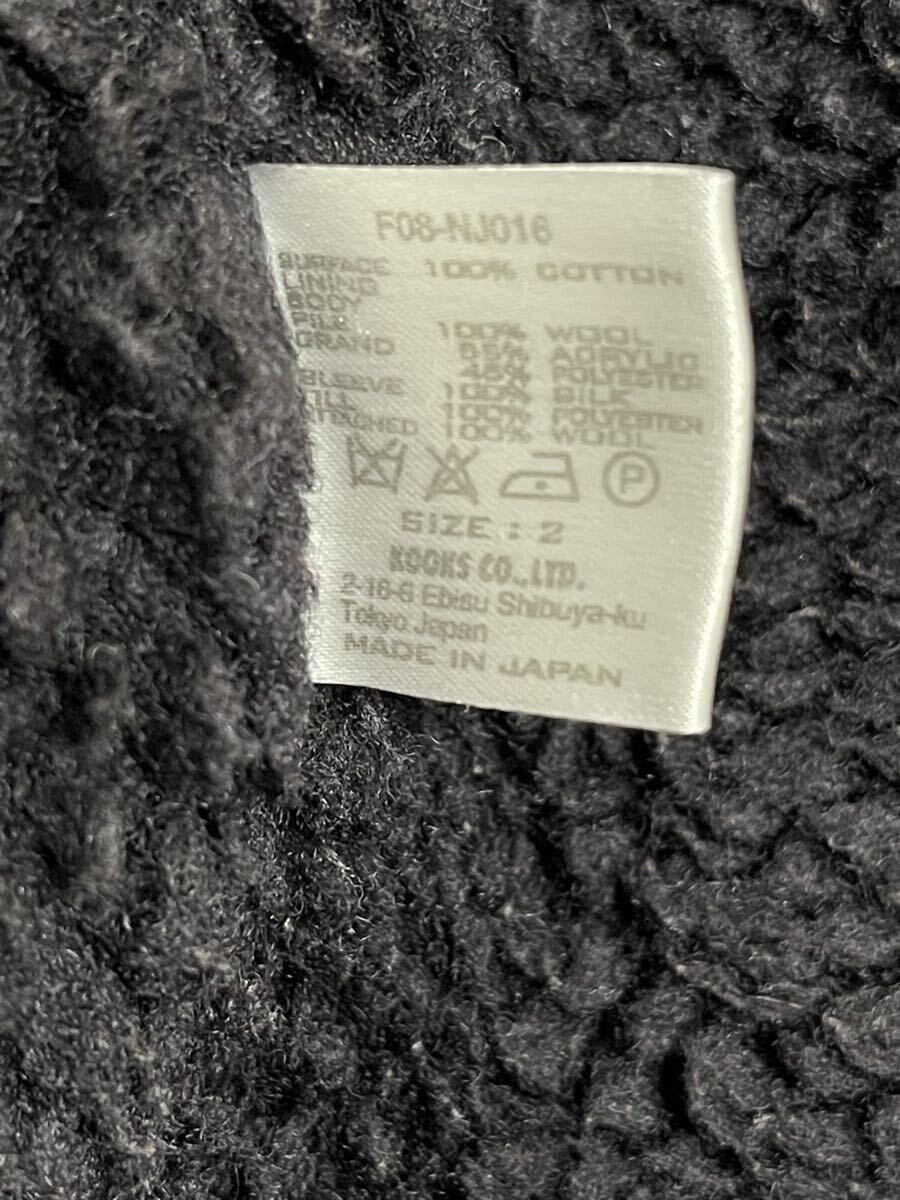 F08-NJ016
SURFACE 100% COTTON
LINING
BODY
PILE 100% WOOL
GRAND 55% ACRYLIC
45% POLYESTER
SLEEVE 100% SILK
FILL 100% POLYESTER
ATTACHED 100% WOOL
P
SIZE : 2
KOOKS CO.,LTD.
2-16-6 Ebisu Shibuya-ku
Tokyo Japan
MADE IN JAPAN